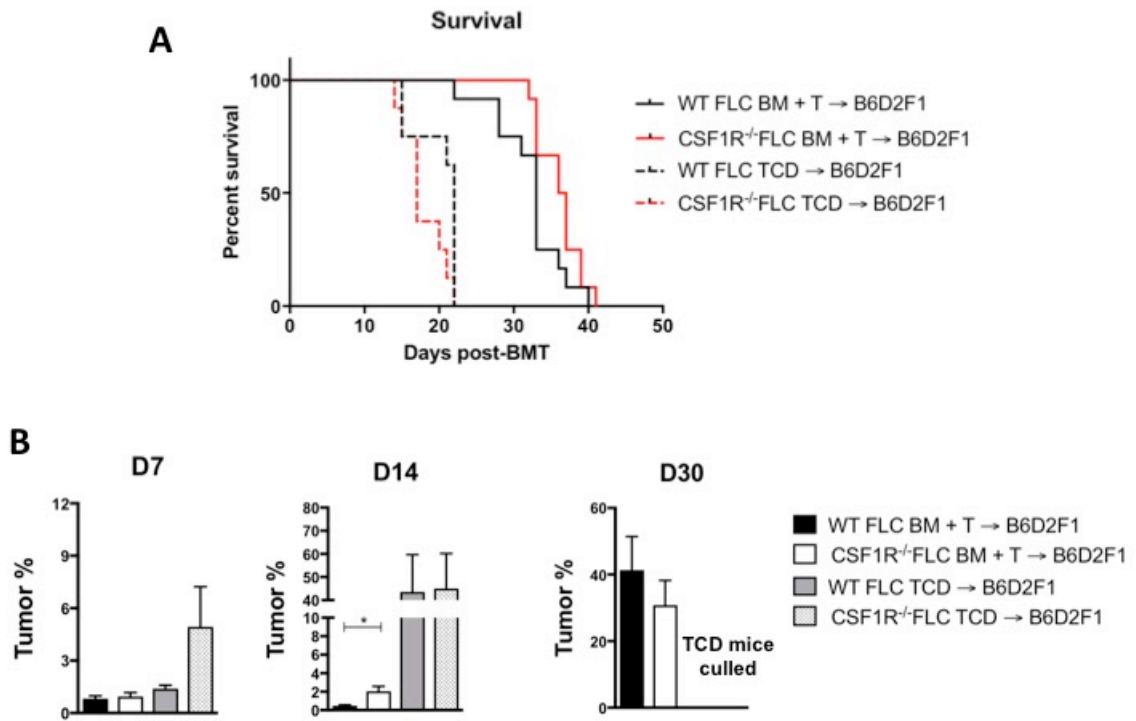 A
Survival
Percent survival
100
50
0
0 10 20 30 40 50
Days post-BMT
WT FLC BM + T → B6D2F1
CSF1R-/-FLC BM + T → B6D2F1
WT FLC TCD → B6D2F1
CSF1R-/-FLC TCD → B6D2F1
B
D7
Tumor %
12
9
6
3
0
D14
Tumor %
80
70
60
50
40
10
8
6
4
2
0
*
D30
Tumor %
60
40
20
0
TCD mice
culled
WT FLC BM + T → B6D2F1
CSF1R-/-FLC BM + T → B6D2F1
WT FLC TCD → B6D2F1
CSF1R-/-FLC TCD → B6D2F1